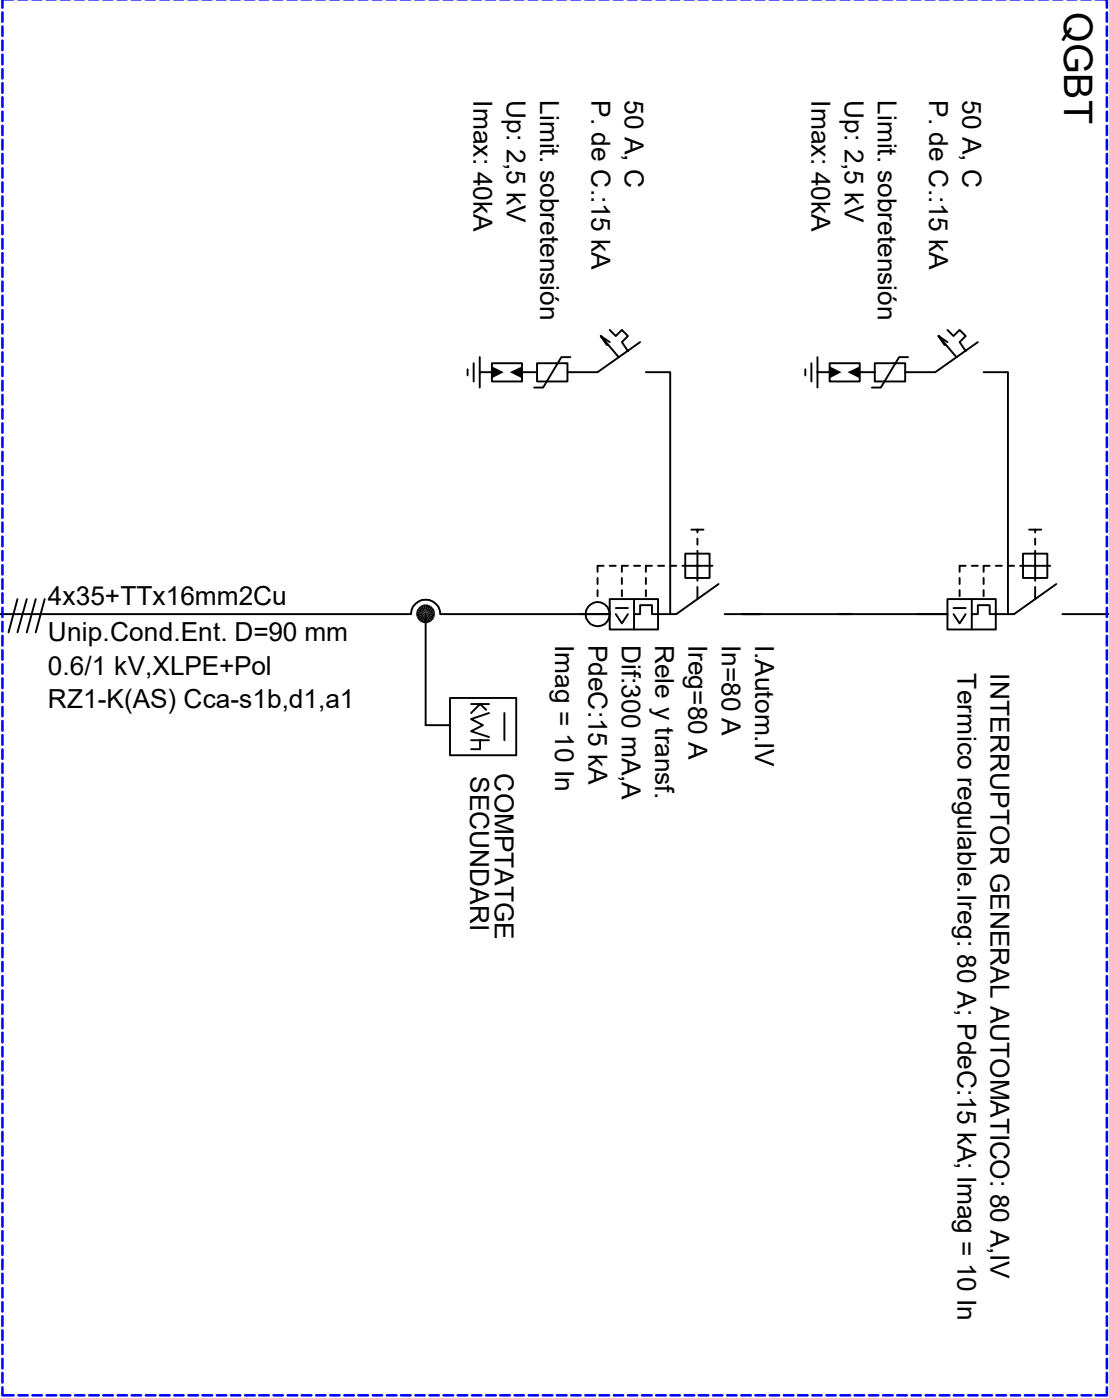 QGBT
50 A, C
P. de C.:15 kA
Limit. sobretensión
Up: 2,5 kV
Imax: 40kA
INTERRUPTOR GENERAL AUTOMATICO: 80 A,IV
Termico regulable.Ireg: 80 A; PdeC:15 kA; Imag = 10 In
50 A, C
P. de C.:15 kA
Limit. sobretensión
Up: 2,5 kV
Imax: 40kA
I.Autom.IV
In=80 A
Ireg=80 A
Rele y transf.
Dif:300 mA,A
PdeC:15 kA
Imag = 10 In
kWh
COMPTATGE
SECUNDARI
4x35+TTx16mm2Cu
Unip.Cond.Ent. D=90 mm
0.6/1 kV,XLPE+Pol
RZ1-K(AS) Cca-s1b,d1,a1